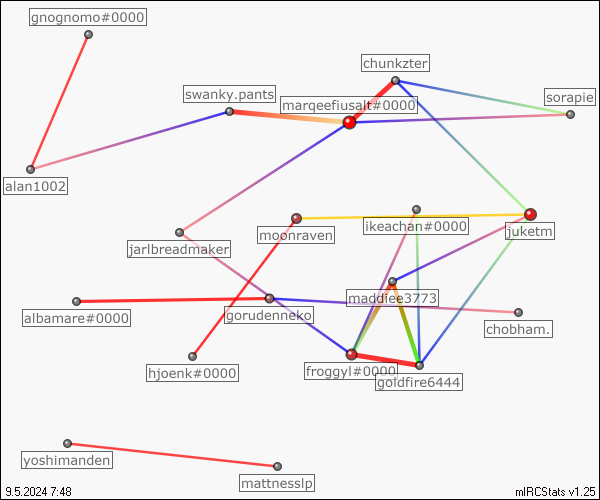 gnognomo#0000
chunkzter
swanky.pants
sorapie
marqeefiusalt#0000
alan1002
ikeachan#0000
juketm
moonraven
jarlbreadmaker
maddiee3773
albamare#0000
gorudenneko
chobham.
hjoenk#0000
froggyl#0000
goldfire6444
yoshimanden
mattnesslp
9.5.2024 7:48
mIRCStats v1.25